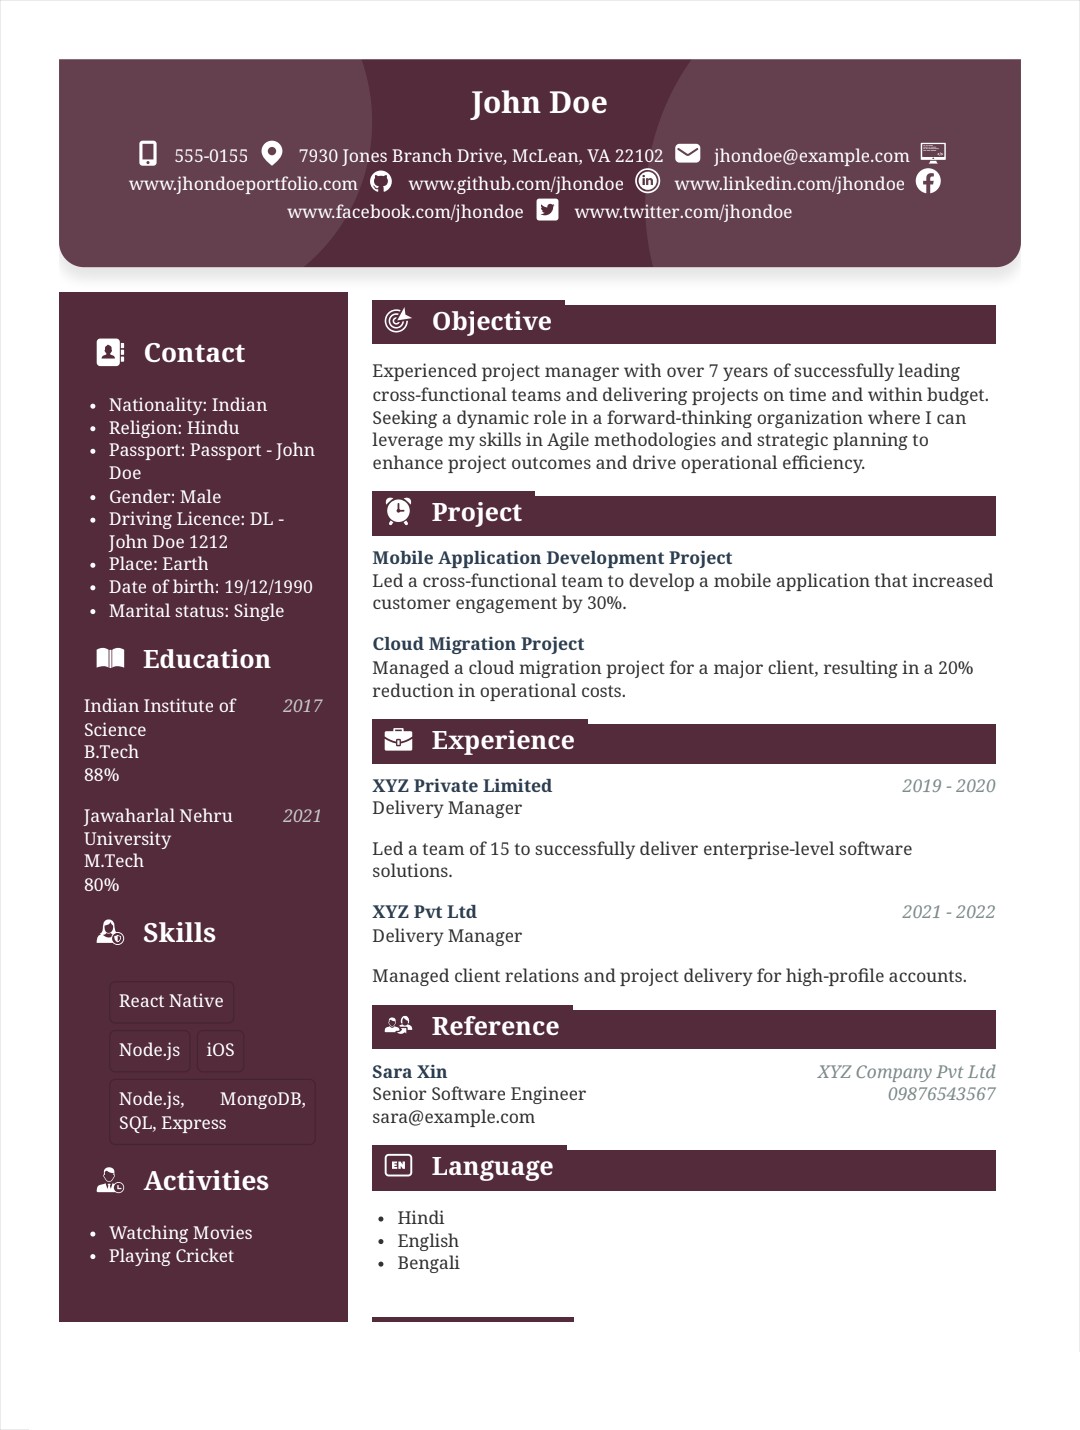 John Doe
555-0155 7930 Jones Branch Drive, McLean, VA 22102 jhondoe@example.com
www.jhondoeportfolio.com www.github.com/jhondoe www.linkedin.com/jhondoe
www.facebook.com/jhondoe www.twitter.com/jhondoe
Contact
• Nationality: Indian
• Religion: Hindu
• Passport: Passport - John
Doe
• Gender: Male
• Driving Licence: DL -
John Doe 1212
• Place: Earth
• Date of birth: 19/12/1990
• Marital status: Single
Education
Indian Institute of 2017
Science
B.Tech
88%
Jawaharlal Nehru 2021
University
M.Tech
80%
Skills
React Native
Node.js iOS
Node.js, MongoDB,
SQL, Express
Activities
• Watching Movies
• Playing Cricket
Objective
Experienced project manager with over 7 years of successfully leading
cross-functional teams and delivering projects on time and within budget.
Seeking a dynamic role in a forward-thinking organization where I can
leverage my skills in Agile methodologies and strategic planning to
enhance project outcomes and drive operational efficiency.
Project
Mobile Application Development Project
Led a cross-functional team to develop a mobile application that increased
customer engagement by 30%.
Cloud Migration Project
Managed a cloud migration project for a major client, resulting in a 20%
reduction in operational costs.
Experience
XYZ Private Limited 2019 - 2020
Delivery Manager
Led a team of 15 to successfully deliver enterprise-level software
solutions.
XYZ Pvt Ltd 2021 - 2022
Delivery Manager
Managed client relations and project delivery for high-profile accounts.
Reference
Sara Xin XYZ Company Pvt Ltd
Senior Software Engineer 09876543567
sara@example.com
EN Language
• Hindi
• English
• Bengali